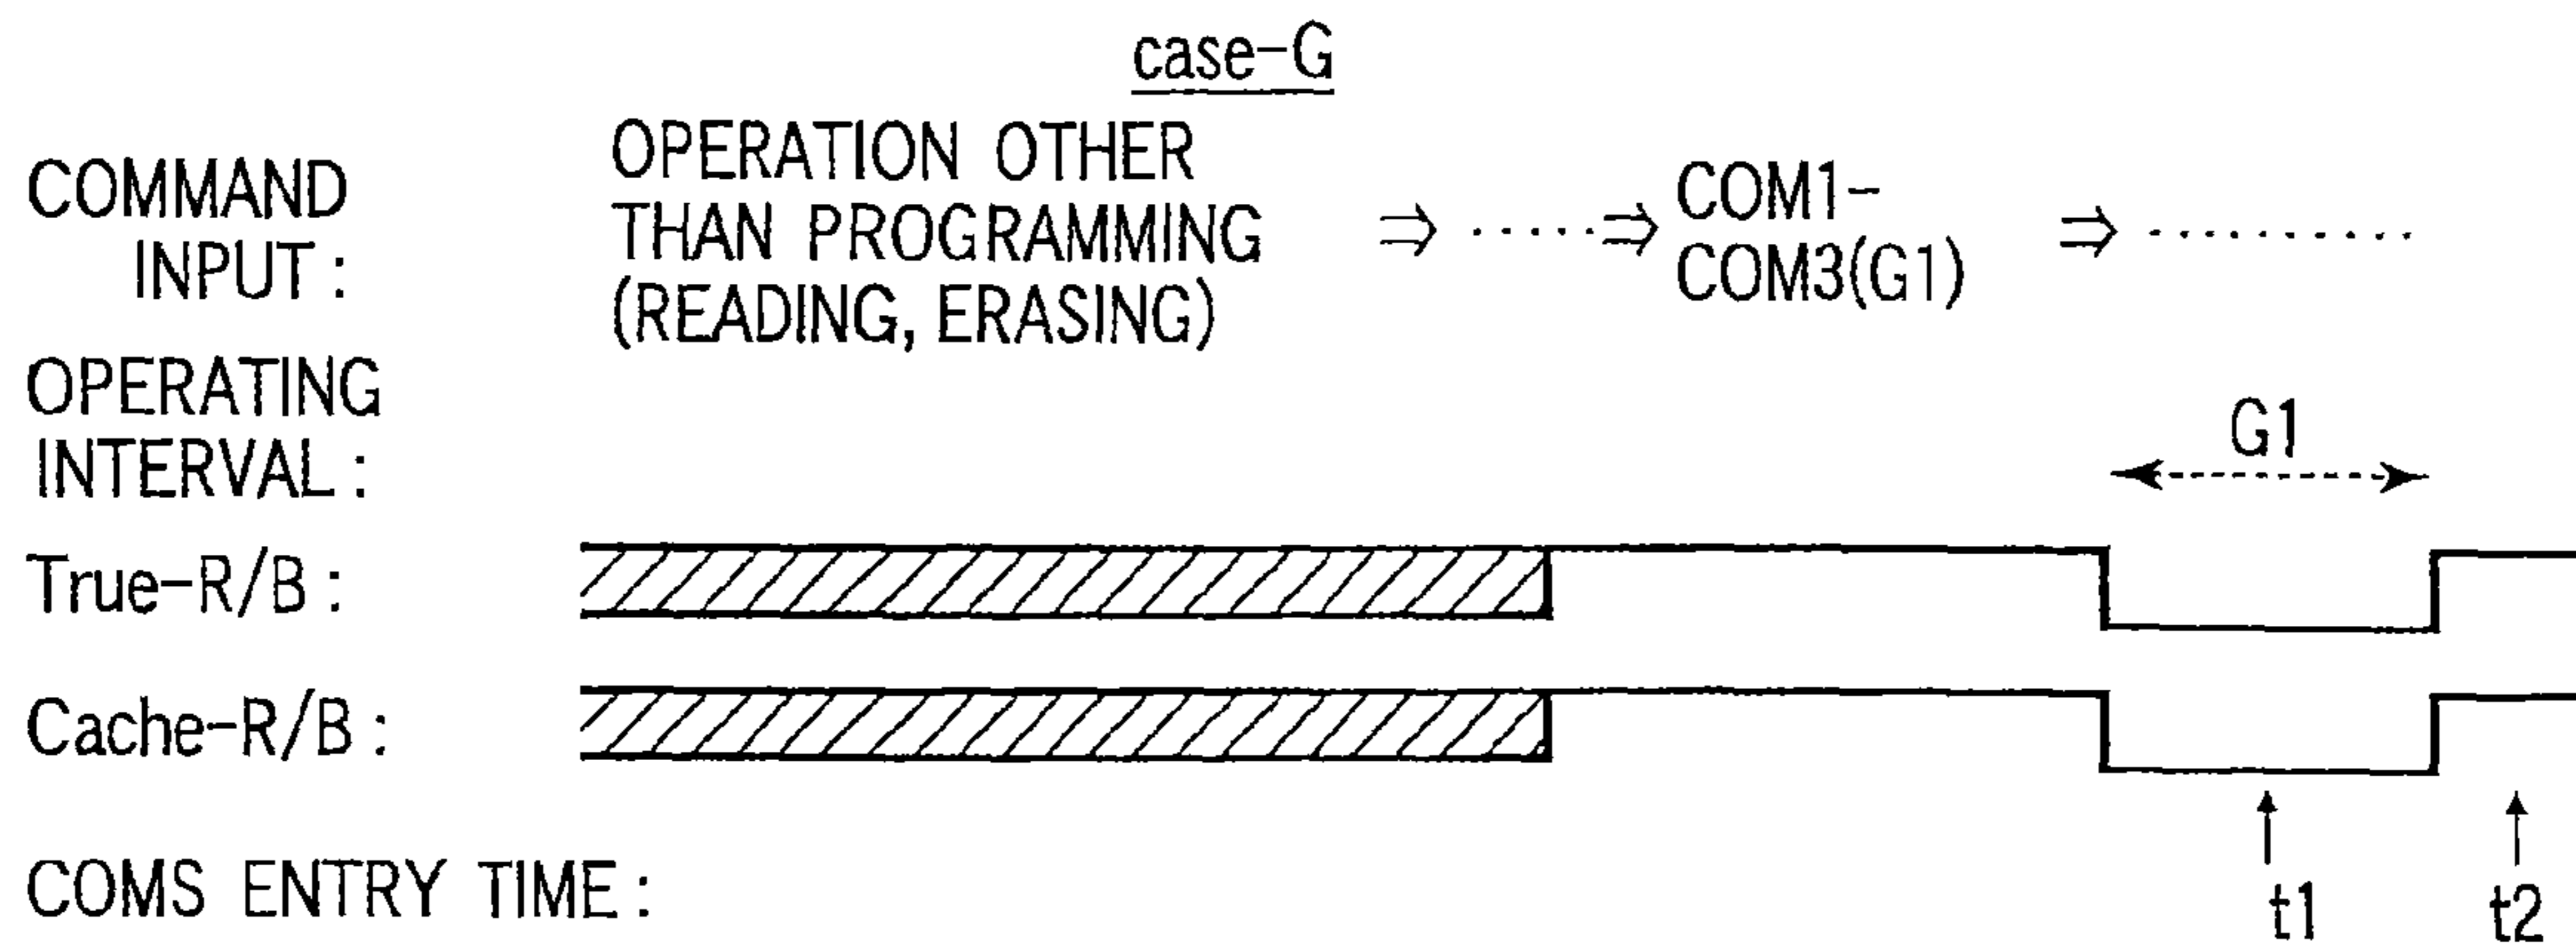 case-G
COMMAND INPUT :
OPERATION OTHER
THAN PROGRAMMING
(READING, ERASING)
⇒ ····· ⇒
COM1-
COM3(G1)
⇒ ··········
OPERATING
INTERVAL :
G1
True-R/B :
Cache-R/B :
COMS ENTRY TIME :
t1
t2